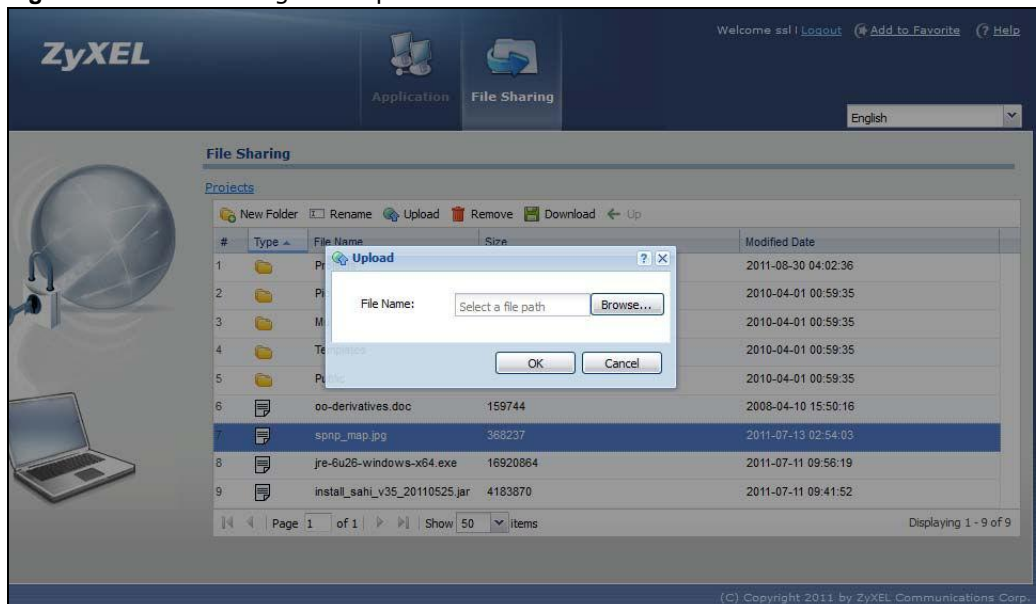 ZyXEL
Welcome ssl | Logout Add to Favorite ? Help
Application File Sharing
English
File Sharing
Projects
New Folder Rename Upload Remove Download Up
# Type File Name Size Modified Date
Upload ? X
File Name: Select a file path Browse...
OK Cancel
1 2011-08-30 04:02:36
2 2010-04-01 00:59:35
3 2010-04-01 00:59:35
4 2010-04-01 00:59:35
5 2010-04-01 00:59:35
6 oo-derivatives.doc 159744 2008-04-10 15:50:16
7 spnp_map.jpg 368237 2011-07-13 02:54:03
8 jre-6u26-windows-x64.exe 16920864 2011-07-11 09:56:19
9 install_sahi_v35_20110525.jar 4183870 2011-07-11 09:41:52
Page 1 of 1 Show 50 items Displaying 1 - 9 of 9
(C) Copyright 2011 by ZyXEL Communications Corp.